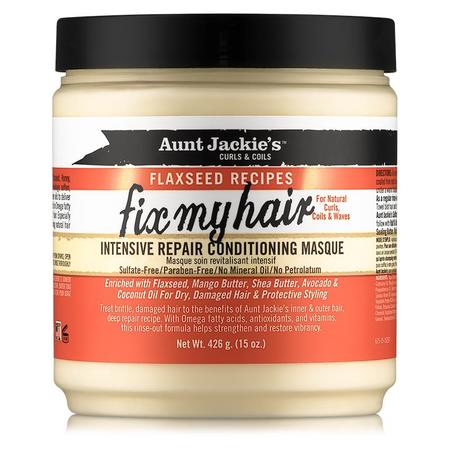 Aunt Jackie's™
CURLS & COILS
FLAXSEED RECIPES
fix my hair
For Natural
Curls,
Coils & Waves
INTENSIVE REPAIR CONDITIONING MASQUE
Masque soin revitalisant intensif
Sulfate-Free/Paraben-Free/No Mineral Oil/No Petrolatum
Enriched with Flaxseed, Mango Butter, Shea Butter, Avocado &
Coconut Oil For Dry, Damaged Hair & Protective Styling
Treat brittle, damaged hair to the benefits of Aunt Jackie's inner & outer hair,
deep repair recipe. With Omega fatty acids, antioxidants, and vitamins,
this rinse-out formula helps strengthen and restore vibrancy.
Net Wt. 426 g. (15 oz.)